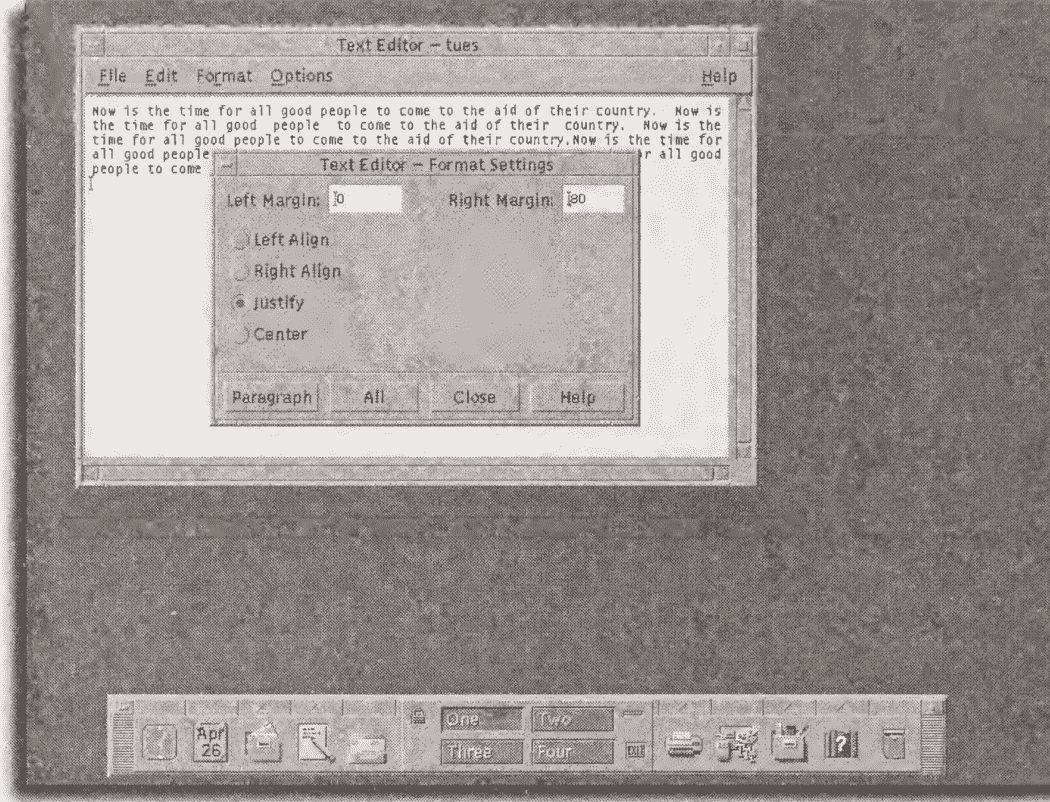 Text Editor – tues
File Edit Format Options Help
Now is the time for all good people to come to the aid of their country. Now is
the time for all good people to come to the aid of their country. Now is the
time for all good people to come to the aid of their country.Now is the time for
all good people or all good
people to come
Text Editor – Format Settings
Left Margin: 0 Right Margin: 80
Left Align
Right Align
Justify
Center
Paragraph All Close Help
One Two
Apr
26
Three Four EXIT
?